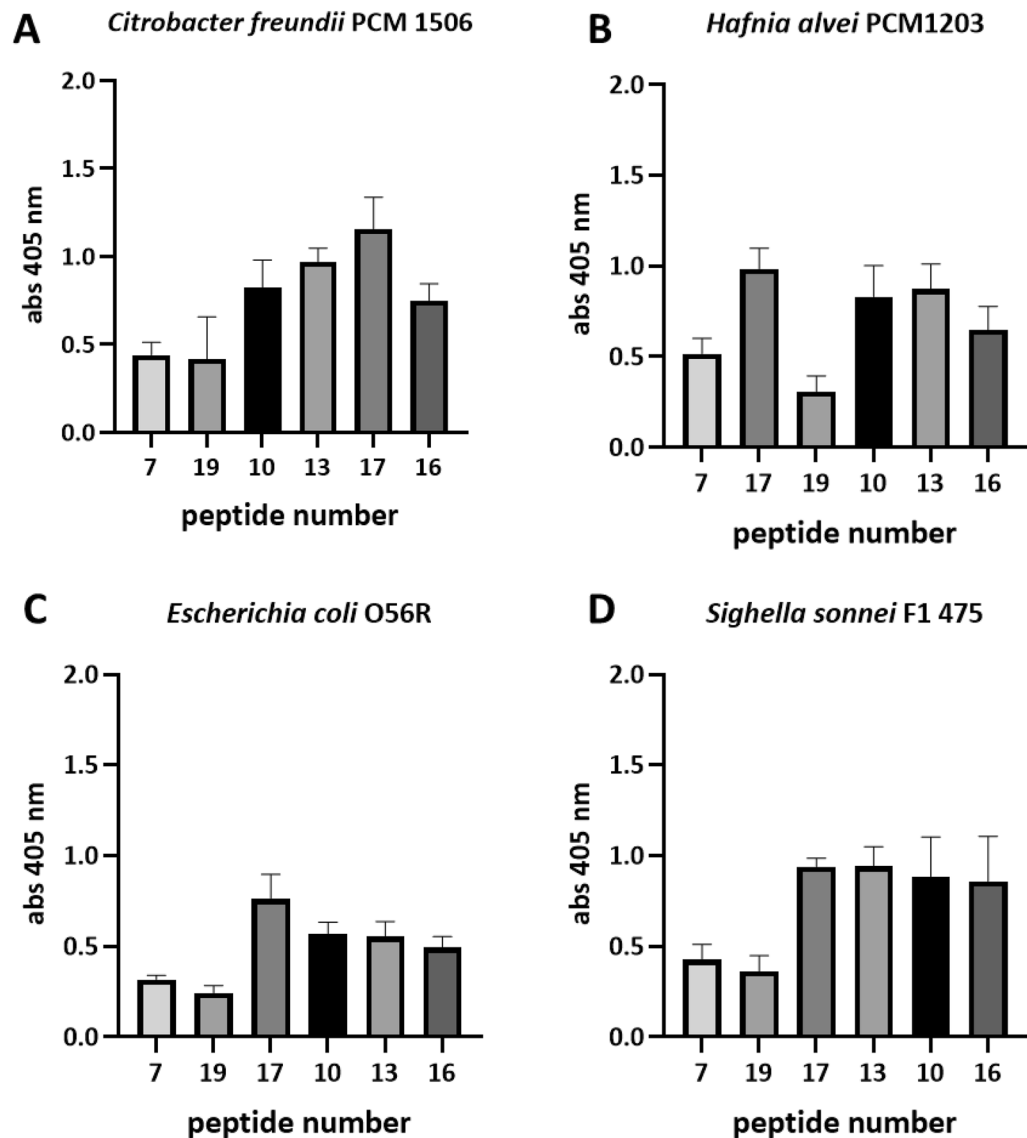 A
Citrobacter freundii PCM 1506
2.0
1.5
1.0
0.5
0.0
abs 405 nm
7 19 10 13 17 16
peptide number
B
Hafnia alvei PCM1203
2.0
1.5
1.0
0.5
0.0
abs 405 nm
7 17 19 10 13 16
peptide number
C
Escherichia coli O56R
2.0
1.5
1.0
0.5
0.0
abs 405 nm
7 19 17 10 13 16
peptide number
D
Sighella sonnei F1 475
2.0
1.5
1.0
0.5
0.0
abs 405 nm
7 19 17 13 10 16
peptide number